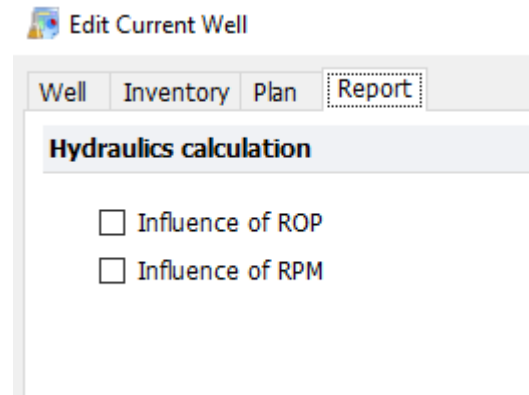 Edit Current Well
Well Inventory Plan Report
Hydraulics calculation
Influence of ROP
Influence of RPM